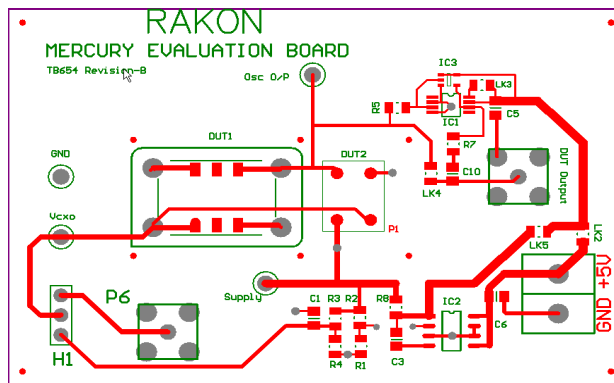 RAKON
MERCURY EVALUATION BOARD
TB654 Revision-B
Osc O/P
IC3
LK3
R5
IC1
C5
DUT1
DUT2
R7
GND
C10
LK4
DUT Output
Vcxo
P1
LK5
LK2
P6
Supply
C1
R3
R2
R8
IC2
C6
GND +5V
H1
R4
R1
C3